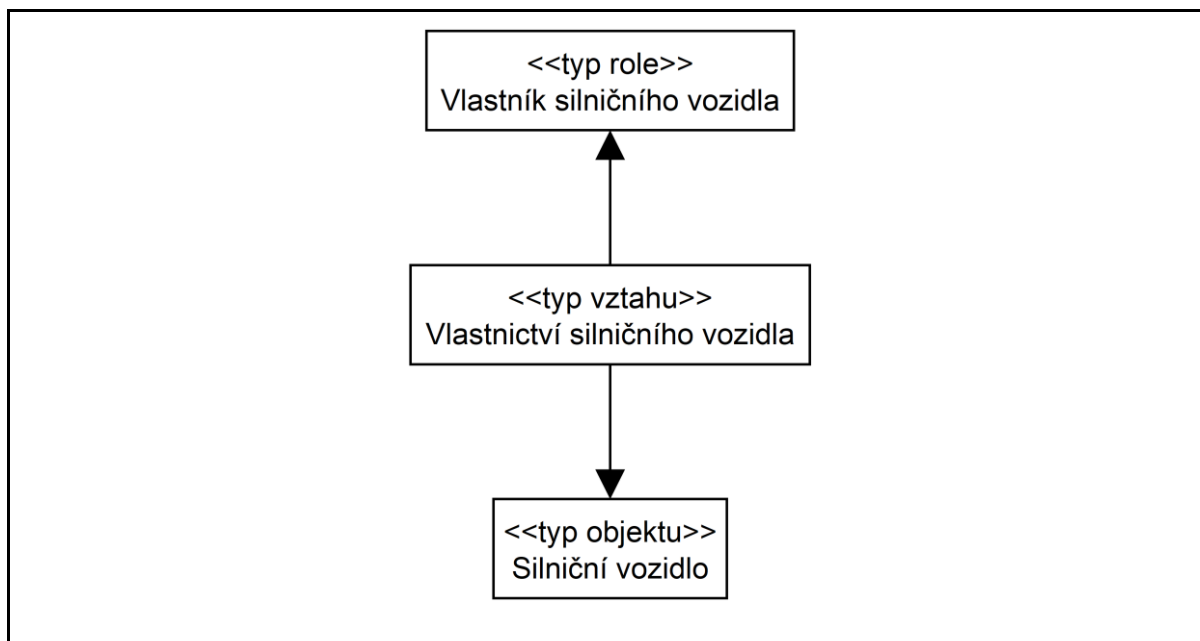 <<typ role>>
Vlastník silničního vozidla
<<typ vztahu>>
Vlastnictví silničního vozidla
<<typ objektu>>
Silniční vozidlo